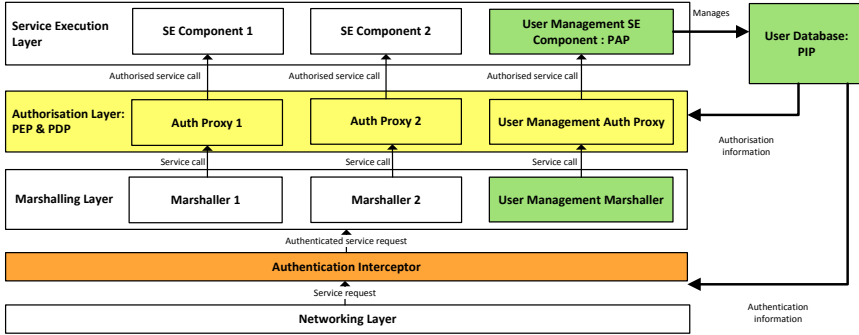 Service Execution
Layer
SE Component 1
SE Component 2
User Management SE
Component : PAP
Manages
User Database:
PIP
Authorised service call
Authorised service call
Authorised service call
Authorisation Layer:
PEP & PDP
Auth Proxy 1
Auth Proxy 2
User Management Auth Proxy
Authorisation
information
Service call
Service call
Service call
Marshalling Layer
Marshaller 1
Marshaller 2
User Management Marshaller
Authenticated service request
Authentication Interceptor
Service request
Authentication
information
Networking Layer